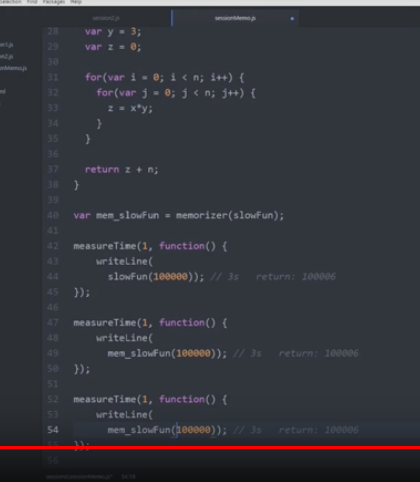 Selection Find Packages Help
session2.js
sessionMemo.js
28 var y = 3;
29 var z = 0;
30
31 for(var i = 0; i < n; i++) {
32 for(var j = 0; j < n; j++) {
33 z = x*y;
34 }
35 }
36
37 return z + n;
38 }
39
40 var mem_slowFun = memorizer(slowFun);
41
42 measureTime(1, function() {
43 writeLine(
44 slowFun(100000)); // 3s return: 100006
45 });
46
47 measureTime(1, function() {
48 writeLine(
49 mem_slowFun(100000)); // 3s return: 100006
50 });
51
52 measureTime(1, function() {
53 writeLine(
54 mem_slowFun(100000)); // 3s return: 100006
55 });
56